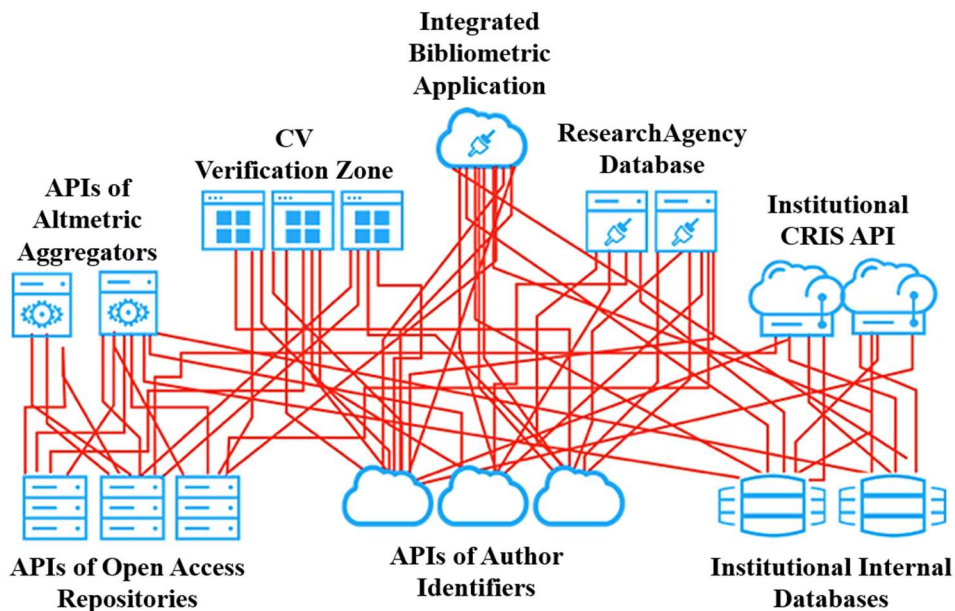 Integrated
Bibliometric
Application
CV
Verification Zone
ResearchAgency
Database
APIs of
Altmetric
Aggregators
Institutional
CRIS API
APIs of Open Access
Repositories
APIs of Author
Identifiers
Institutional Internal
Databases